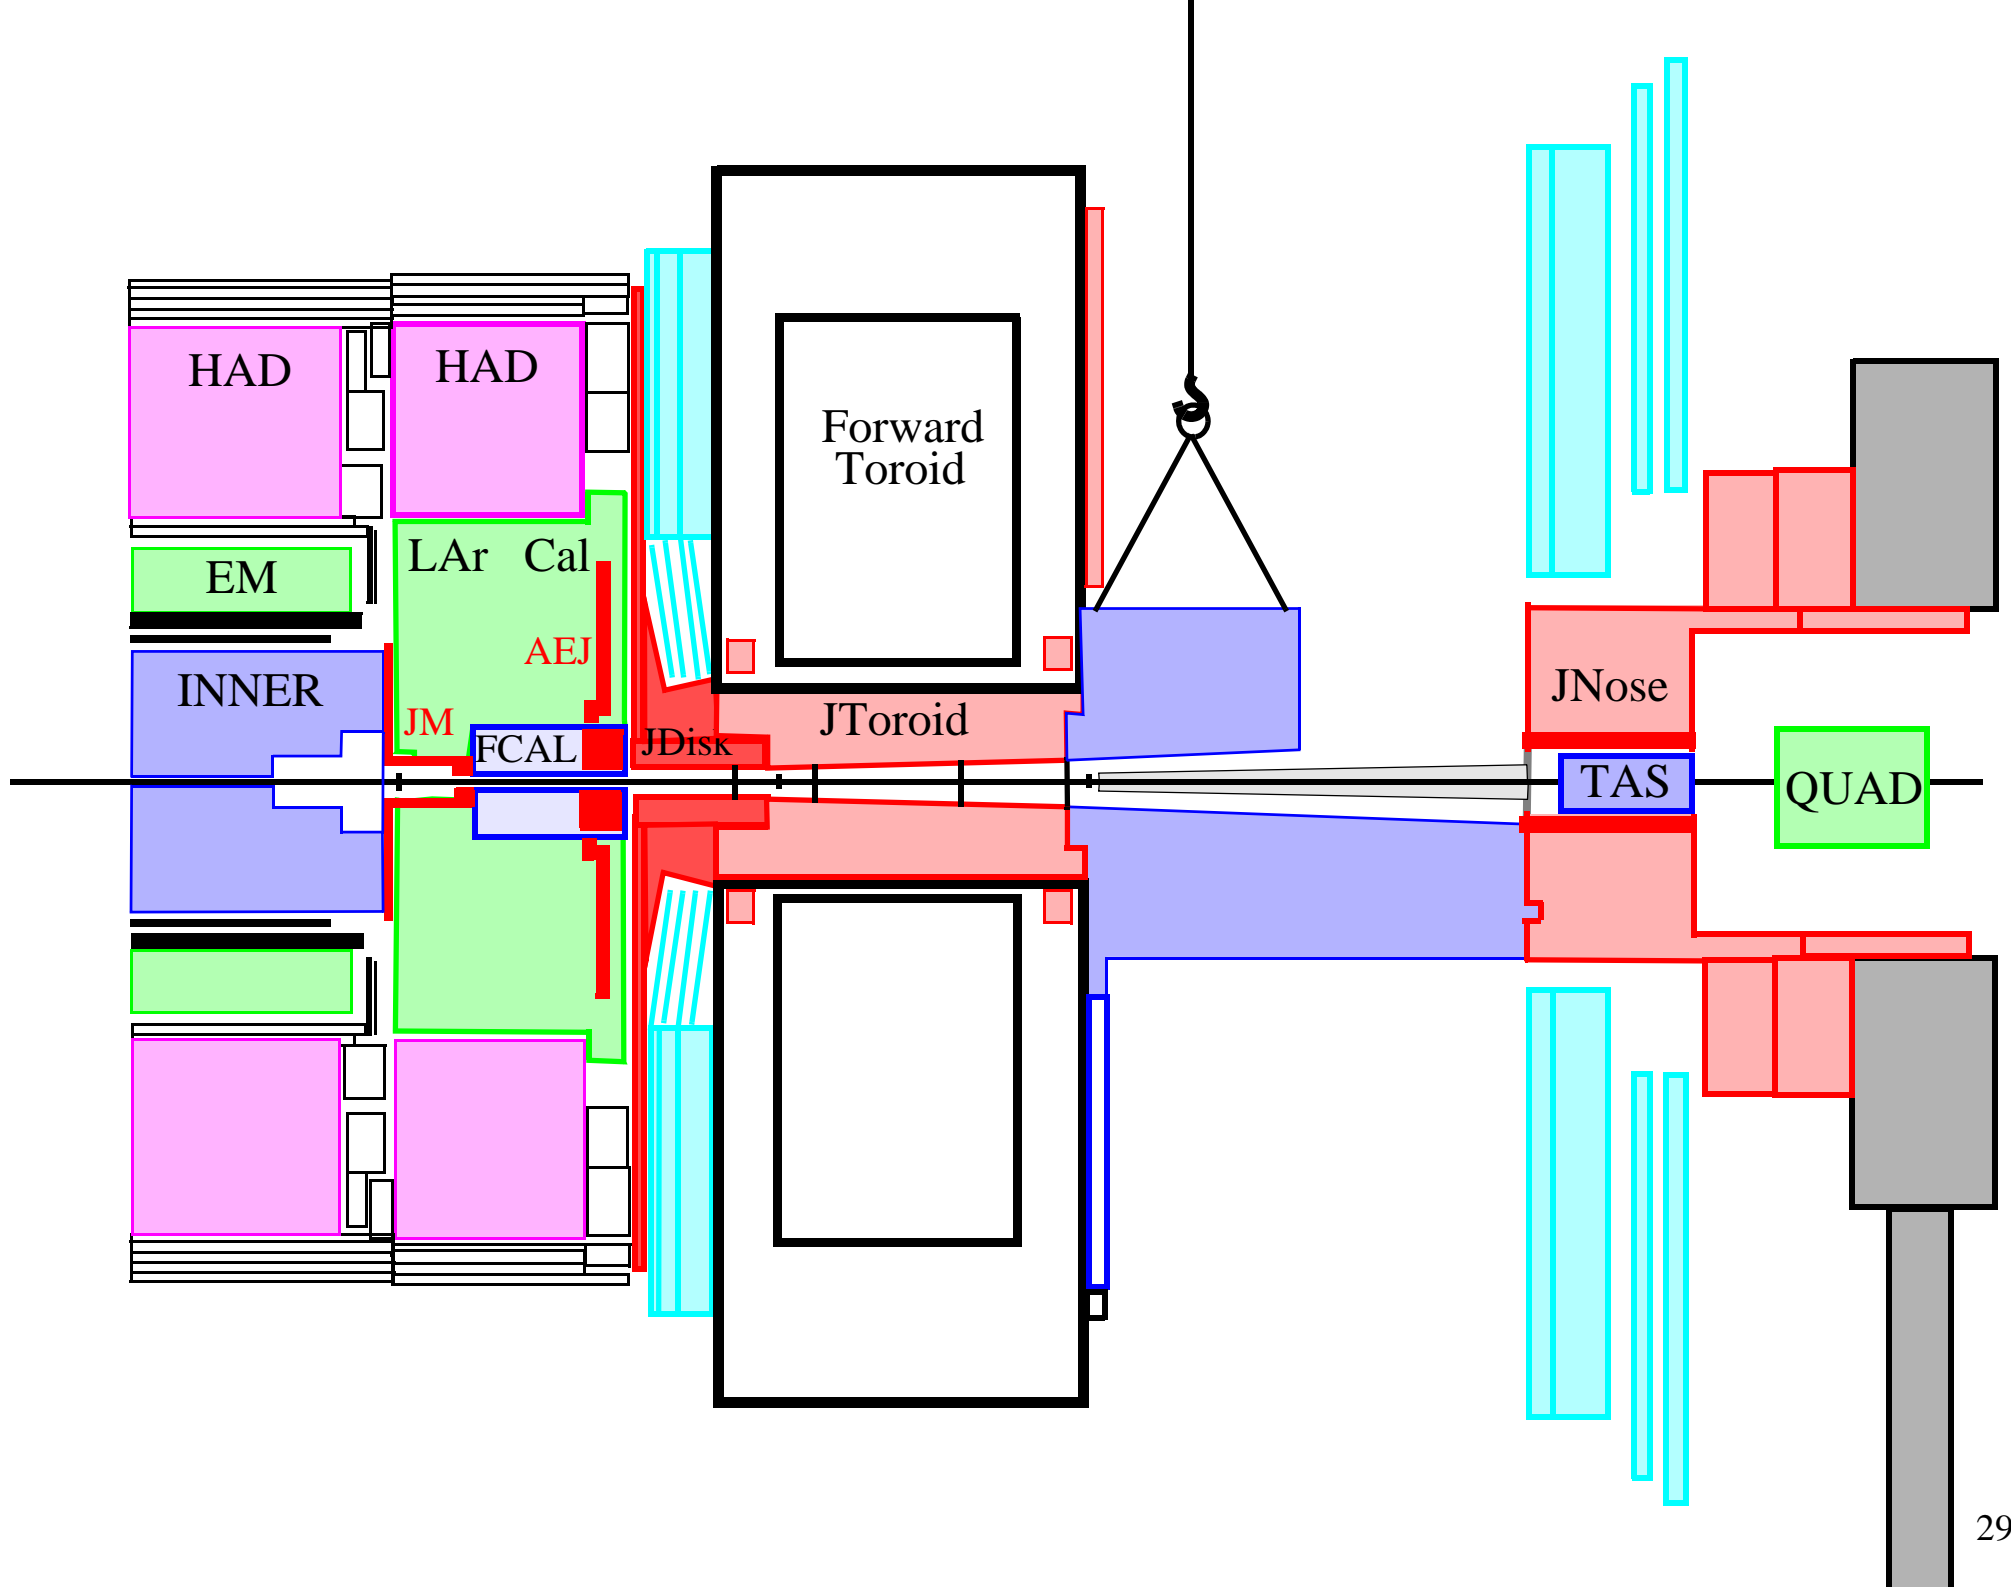 HAD
HAD
Forward
Toroid
LAr Cal
EM
AEJ
INNER
JM
FCAL
JDisk
JToroid
JNose
TAS
QUAD
29